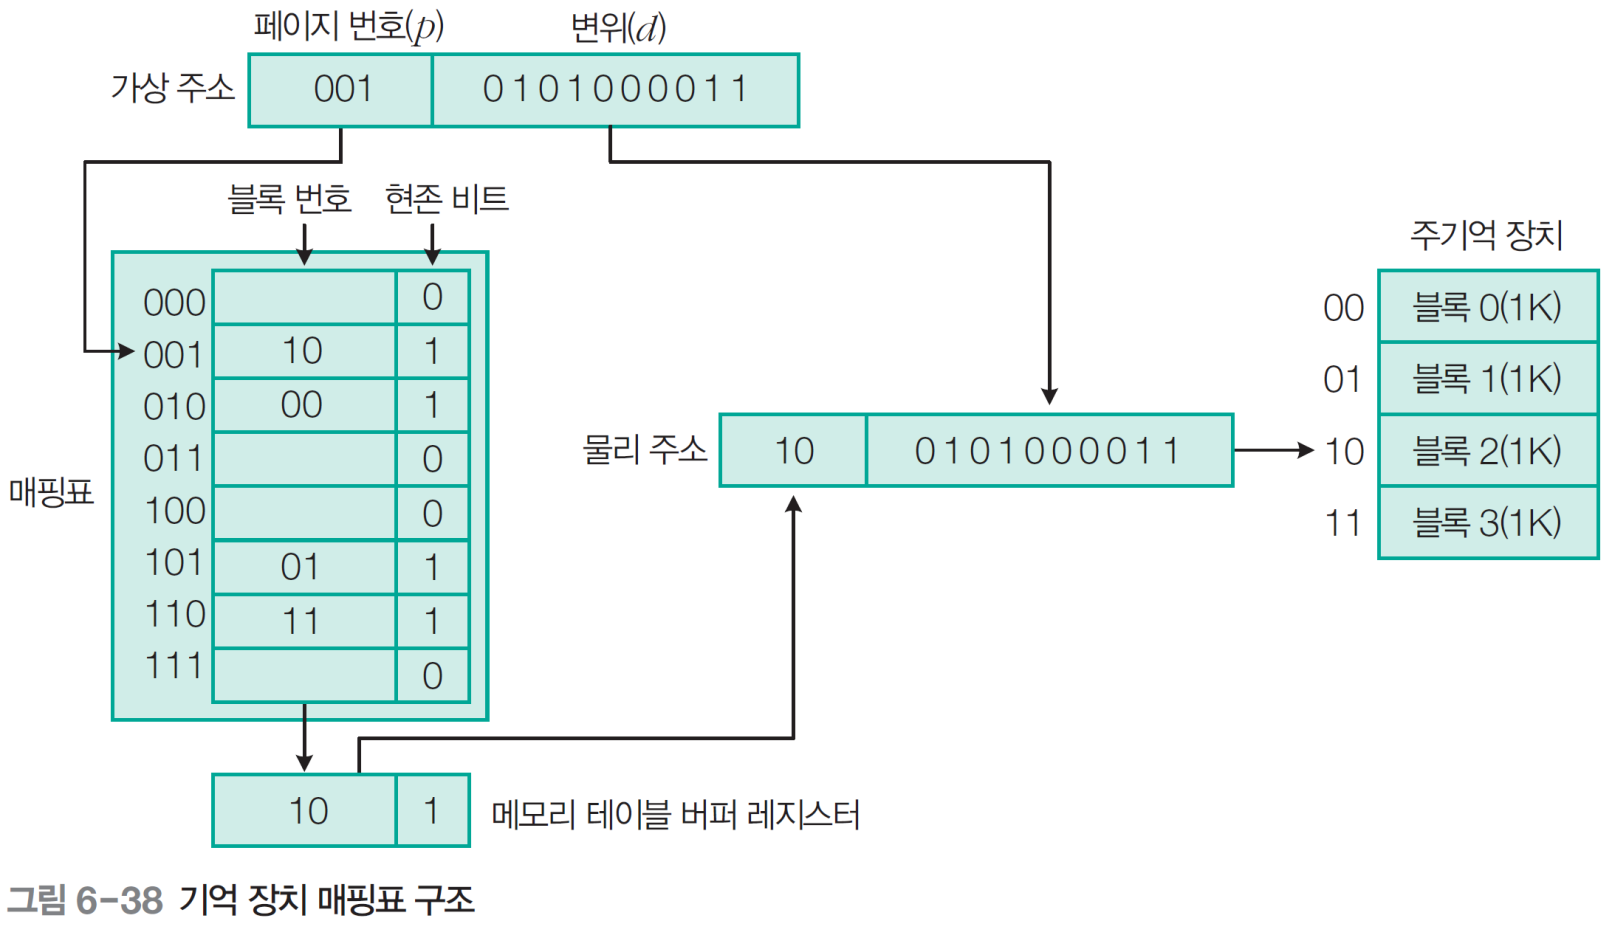 페이지 번호(p) 변위(d)
가상 주소 001 0101000011
블록 번호 현존 비트
매핑표
000 0
001 10 1
010 00 1
011 0
100 0
101 01 1
110 11 1
111 0
10 1 메모리 테이블 버퍼 레지스터
물리 주소 10 0101000011
주기억 장치
00 블록 0(1K)
01 블록 1(1K)
10 블록 2(1K)
11 블록 3(1K)
그림 6-38 기억 장치 매핑표 구조